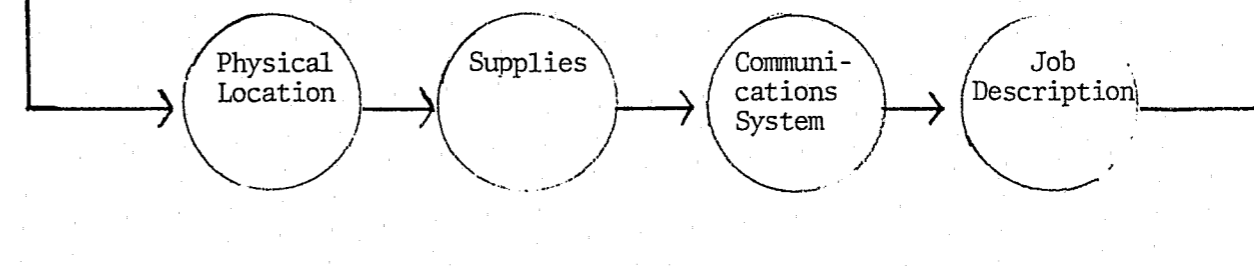 Physical
Location
Supplies
Communi-
cations
System
Job
Description